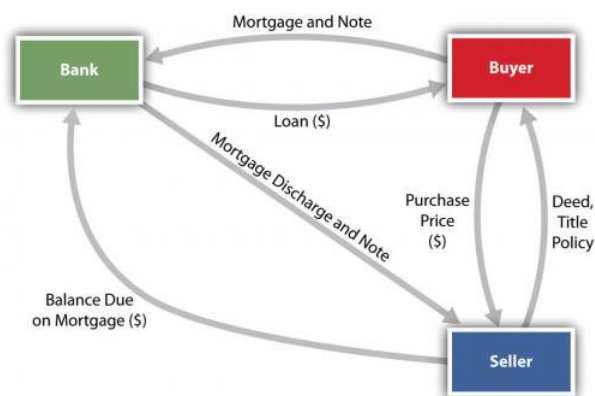 Mortgage and Note
Bank
Buyer
Loan ($)
Mortgage Discharge and Note
Purchase
Price
($)
Deed,
Title
Policy
Balance Due
on Mortgage ($)
Seller